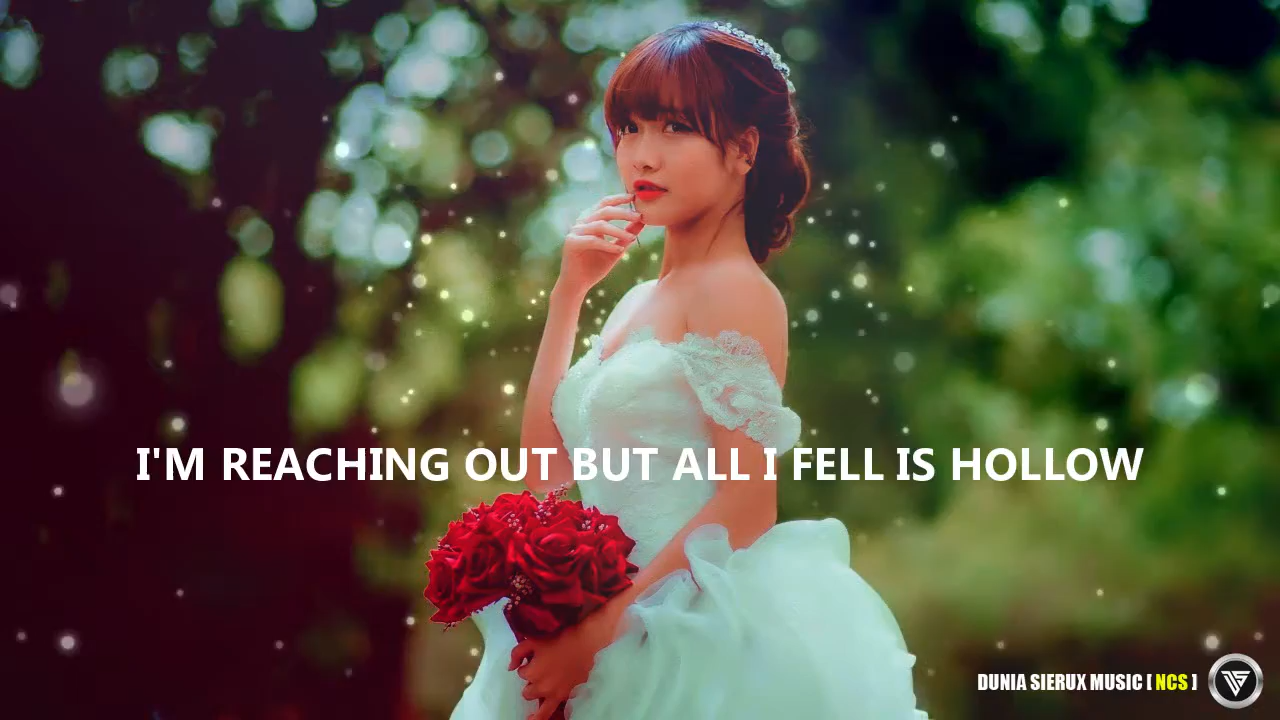 I'M REACHING OUT BUT ALL I FELL IS HOLLOW
DUNIA SIERUX MUSIC [ NCS ]